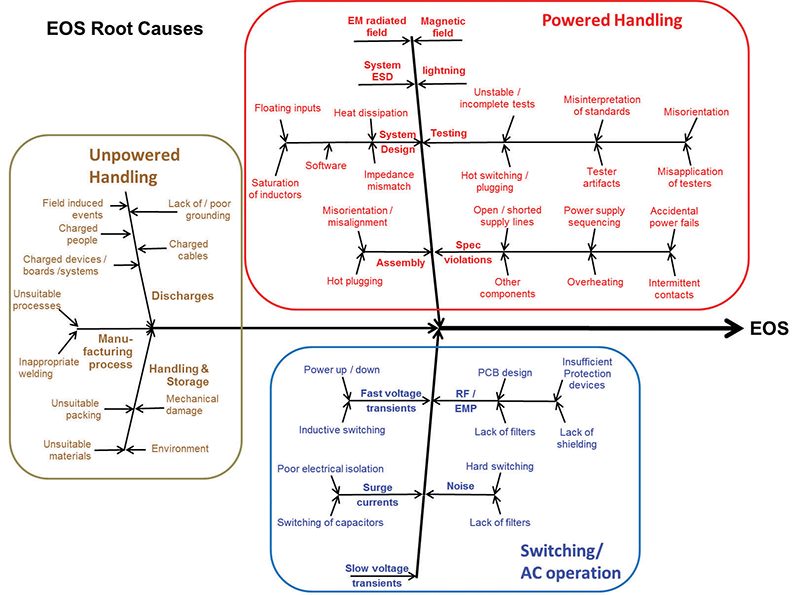 EOS Root Causes
Powered Handling
EM radiated
field
Magnetic
field
System
ESD
lightning
Floating inputs
Heat dissipation
Unstable /
incomplete tests
Misinterpretation
of standards
Misorientation
System
Design
Testing
Software
Saturation
of inductors
Impedance
mismatch
Hot switching /
plugging
Tester
artifacts
Misapplication
of testers
Misorientation /
misalignment
Open / shorted
supply lines
Power supply
sequencing
Accidental
power fails
Assembly
Spec
violations
Hot plugging
Other
components
Overheating
Intermittent
contacts
Unpowered
Handling
Field induced
events
Lack of / poor
grounding
Charged
people
Charged
cables
Charged devices /
boards /systems
Discharges
Unsuitable
processes
Manu-
facturing
process
Inappropriate
welding
Handling &
Storage
Unsuitable
packing
Mechanical
damage
Unsuitable
materials
Environment
EOS
Power up / down
PCB design
Insufficient
Protection
devices
Fast voltage
transients
RF /
EMP
Inductive switching
Lack of filters
Lack of
shielding
Poor electrical isolation
Hard switching
Surge
currents
Noise
Switching of capacitors
Lack of filters
Slow voltage
transients
Switching/
AC operation